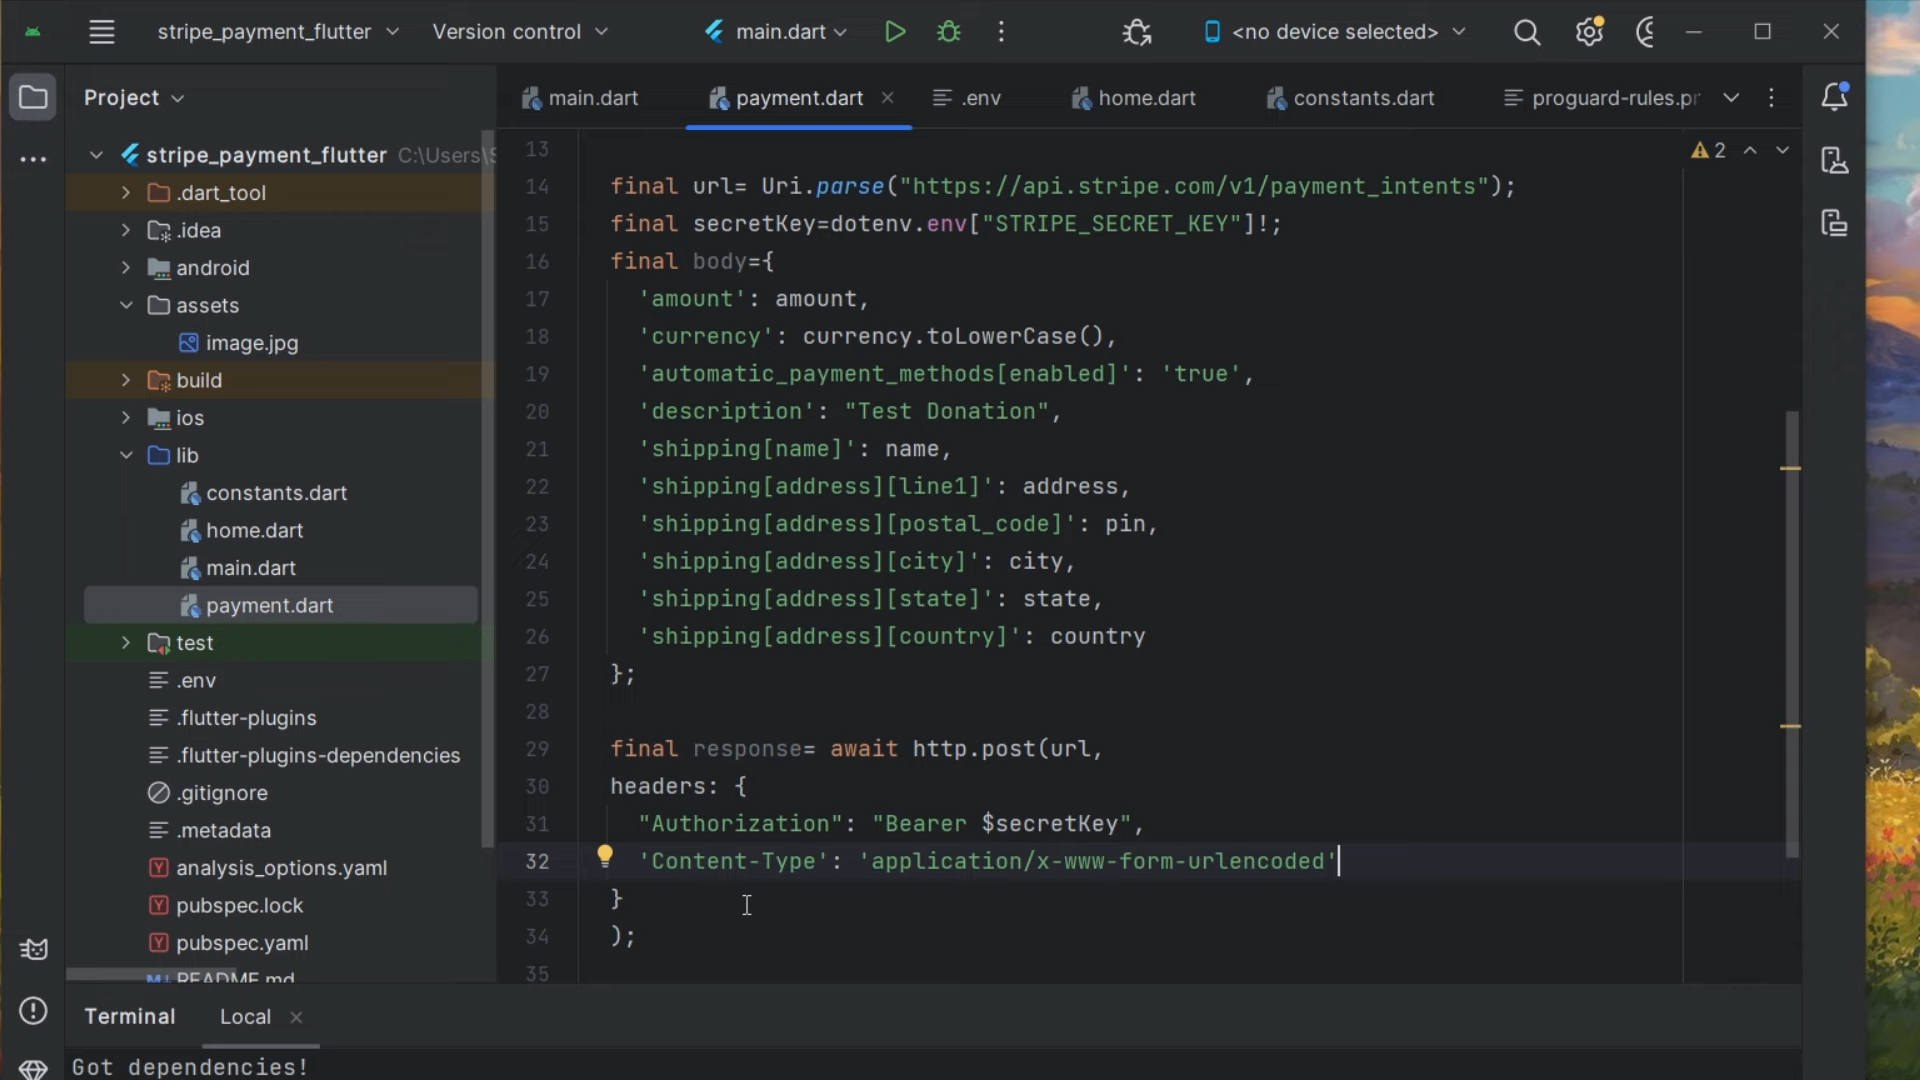 stripe_payment_flutter
Version control
main.dart
<no device selected>
Project
main.dart
payment.dart
.env
home.dart
constants.dart
proguard-rules.pr
stripe_payment_flutter C:\Users\S
.dart_tool
.idea
android
assets
image.jpg
build
ios
lib
constants.dart
home.dart
main.dart
payment.dart
test
.env
.flutter-plugins
.flutter-plugins-dependencies
.gitignore
.metadata
analysis_options.yaml
pubspec.lock
pubspec.yaml
README.md
2
13
14 final url= Uri.parse("https://api.stripe.com/v1/payment_intents");
15 final secretKey=dotenv.env["STRIPE_SECRET_KEY"]!;
16 final body={
17 'amount': amount,
18 'currency': currency.toLowerCase(),
19 'automatic_payment_methods[enabled]': 'true',
20 'description': "Test Donation",
21 'shipping[name]': name,
22 'shipping[address][line1]': address,
23 'shipping[address][postal_code]': pin,
24 'shipping[address][city]': city,
25 'shipping[address][state]': state,
26 'shipping[address][country]': country
27 };
28
29 final response= await http.post(url,
30 headers: {
31 "Authorization": "Bearer $secretKey",
32 'Content-Type': 'application/x-www-form-urlencoded'
33 }
34 );
35
Terminal
Local
Got dependencies!